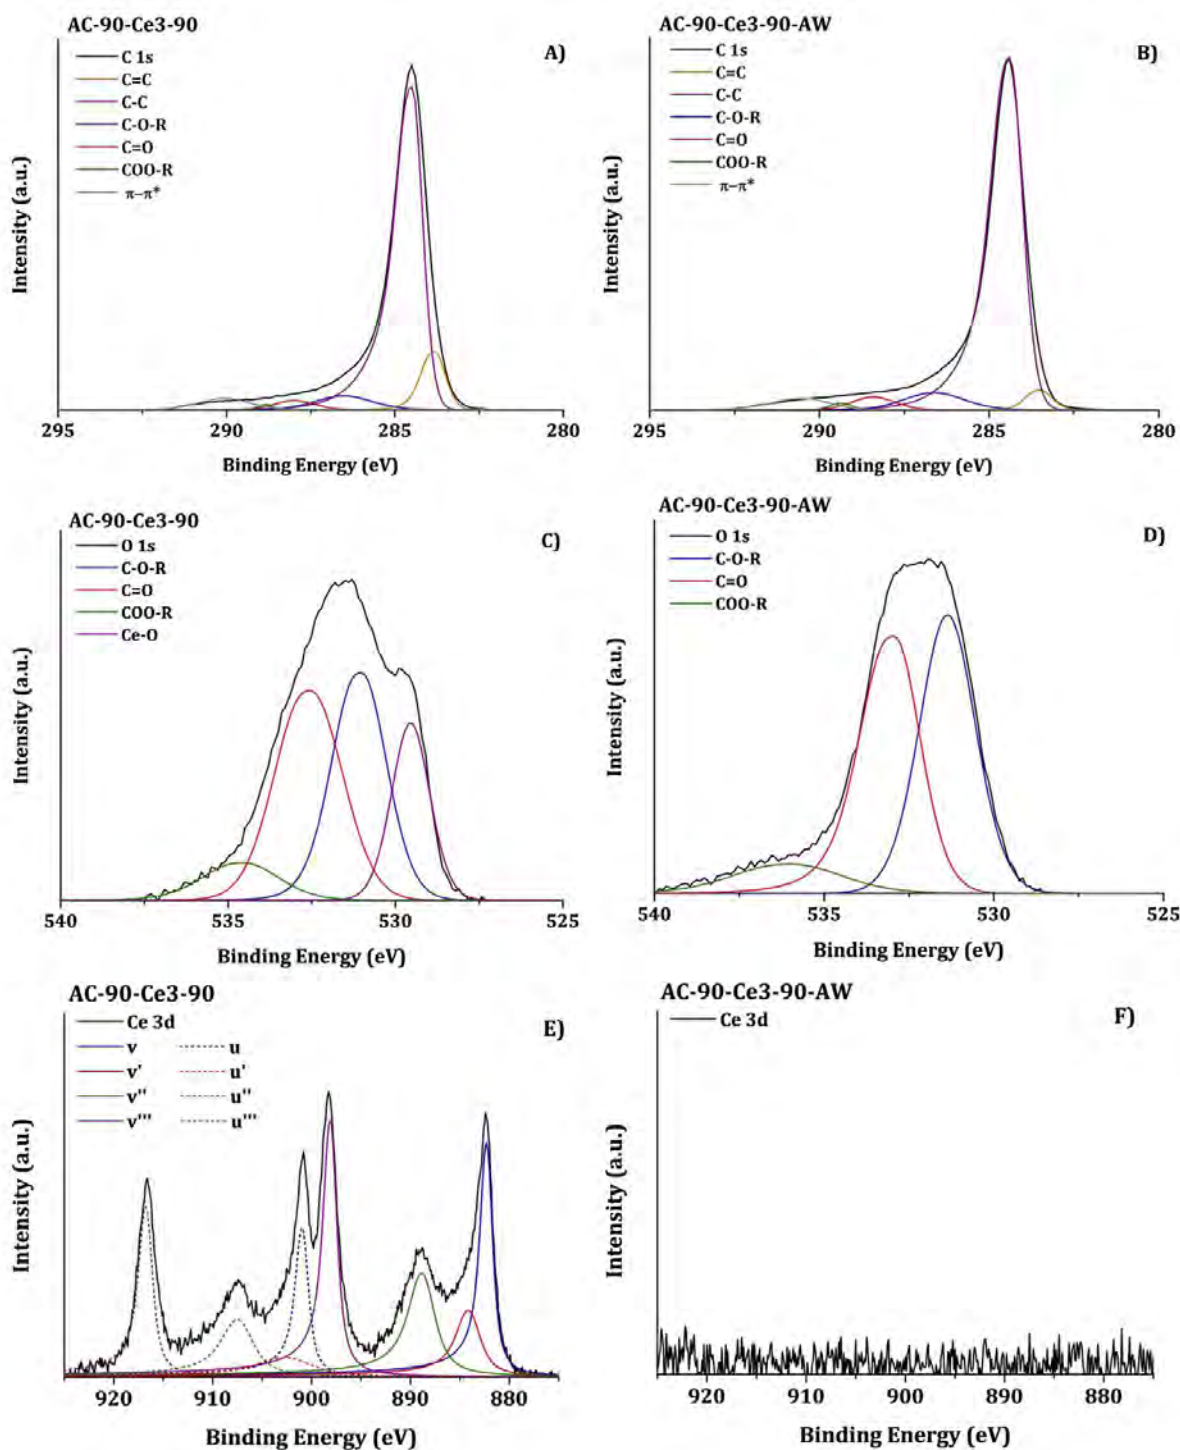 AC-90-Ce3-90
A)
C 1s
C=C
C-C
C-O-R
C=O
COO-R
π-π*
Intensity (a.u.)
295 290 285 280
Binding Energy (eV)
AC-90-Ce3-90-AW
B)
C 1s
C=C
C-C
C-O-R
C=O
COO-R
π-π*
Intensity (a.u.)
295 290 285 280
Binding Energy (eV)
AC-90-Ce3-90
C)
O 1s
C-O-R
C=O
COO-R
Ce-O
Intensity (a.u.)
540 535 530 525
Binding Energy (eV)
AC-90-Ce3-90-AW
D)
O 1s
C-O-R
C=O
COO-R
Intensity (a.u.)
540 535 530 525
Binding Energy (eV)
AC-90-Ce3-90
E)
Ce 3d
v u
v' u'
v'' u''
v''' u'''
Intensity (a.u.)
920 910 900 890 880
Binding Energy (eV)
AC-90-Ce3-90-AW
F)
Ce 3d
Intensity (a.u.)
920 910 900 890 880
Binding Energy (eV)